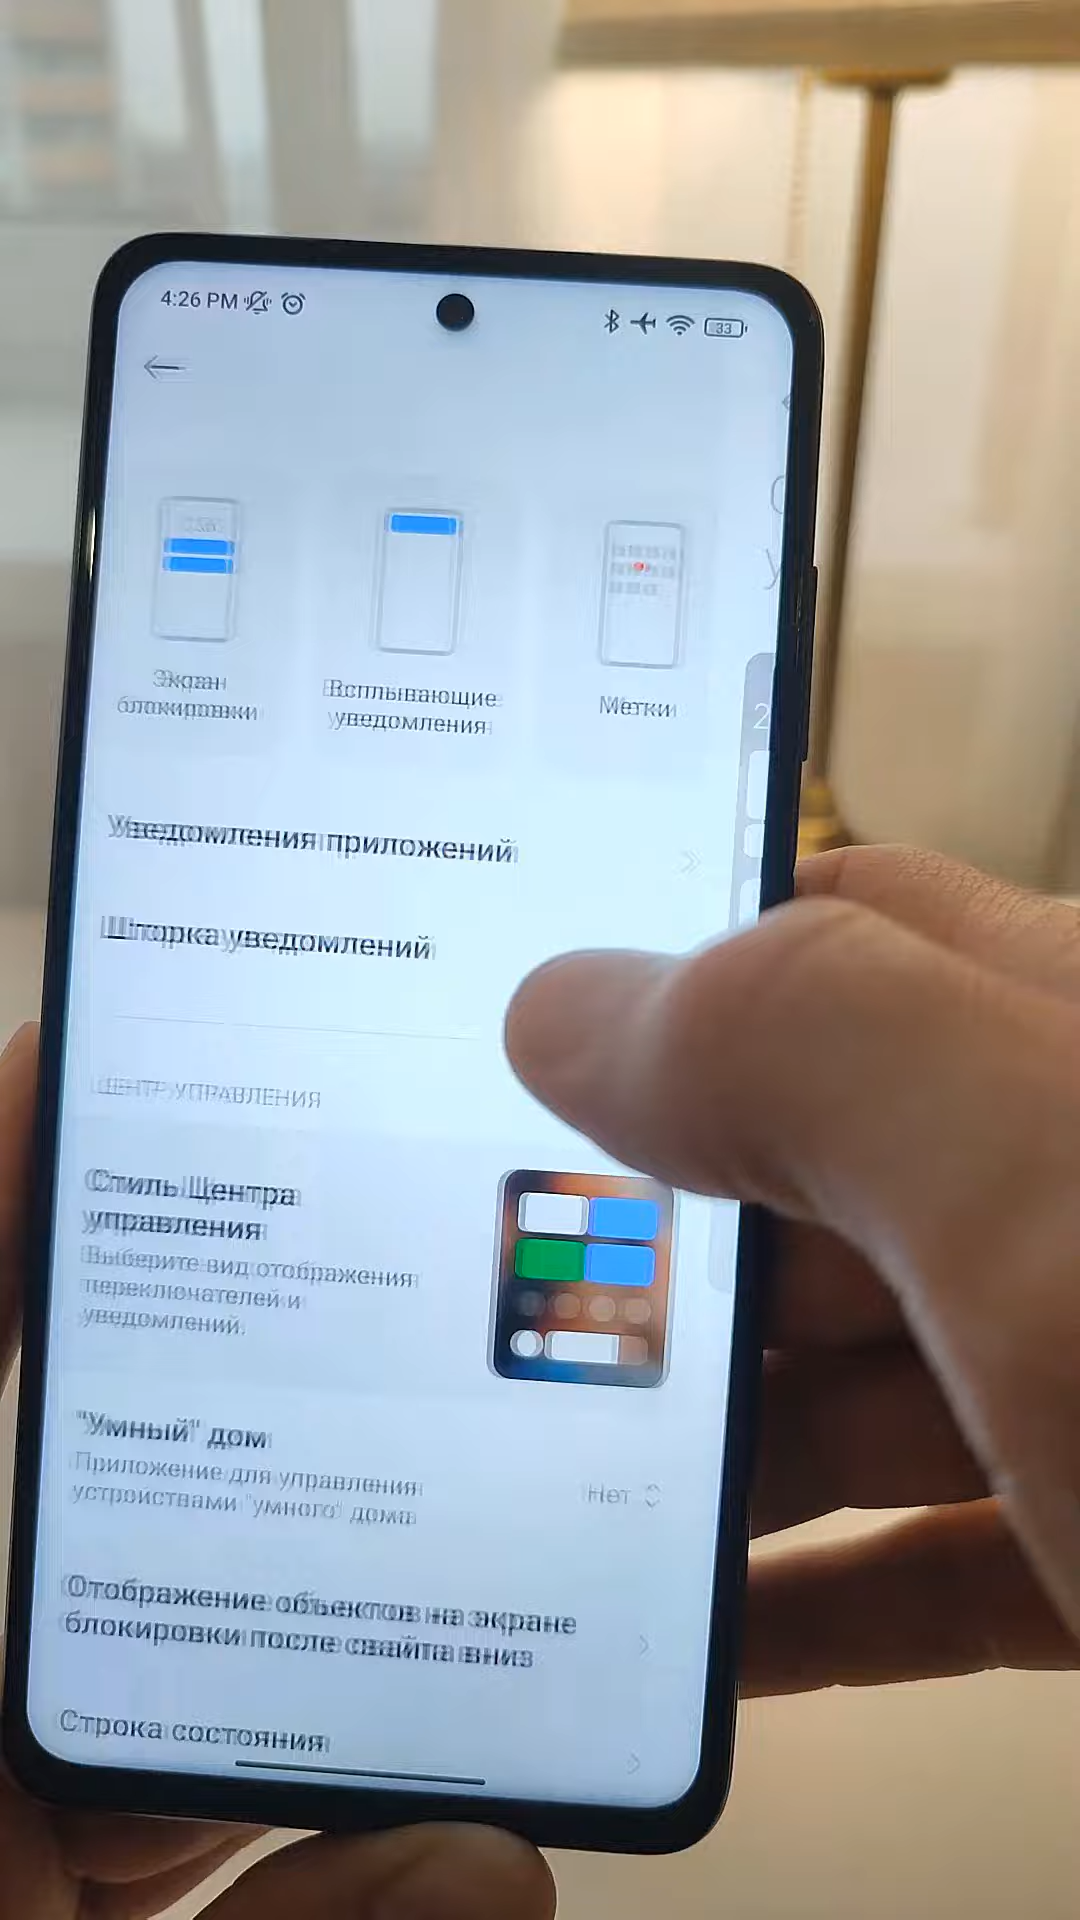 4:26 PM
33
Экран
блокировки
Всплывающие
уведомления
Метки
2
Уведомления приложений
Шторка уведомлений
ЦЕНТР УПРАВЛЕНИЯ
Стиль Центра
управления
Выберите вид отображения
переключателей и
уведомлений.
"Умный" дом
Приложение для управления
устройствами "умного" дома
Нет
Отображение объектов на экране
блокировки после свайпа вниз
Строка состояния